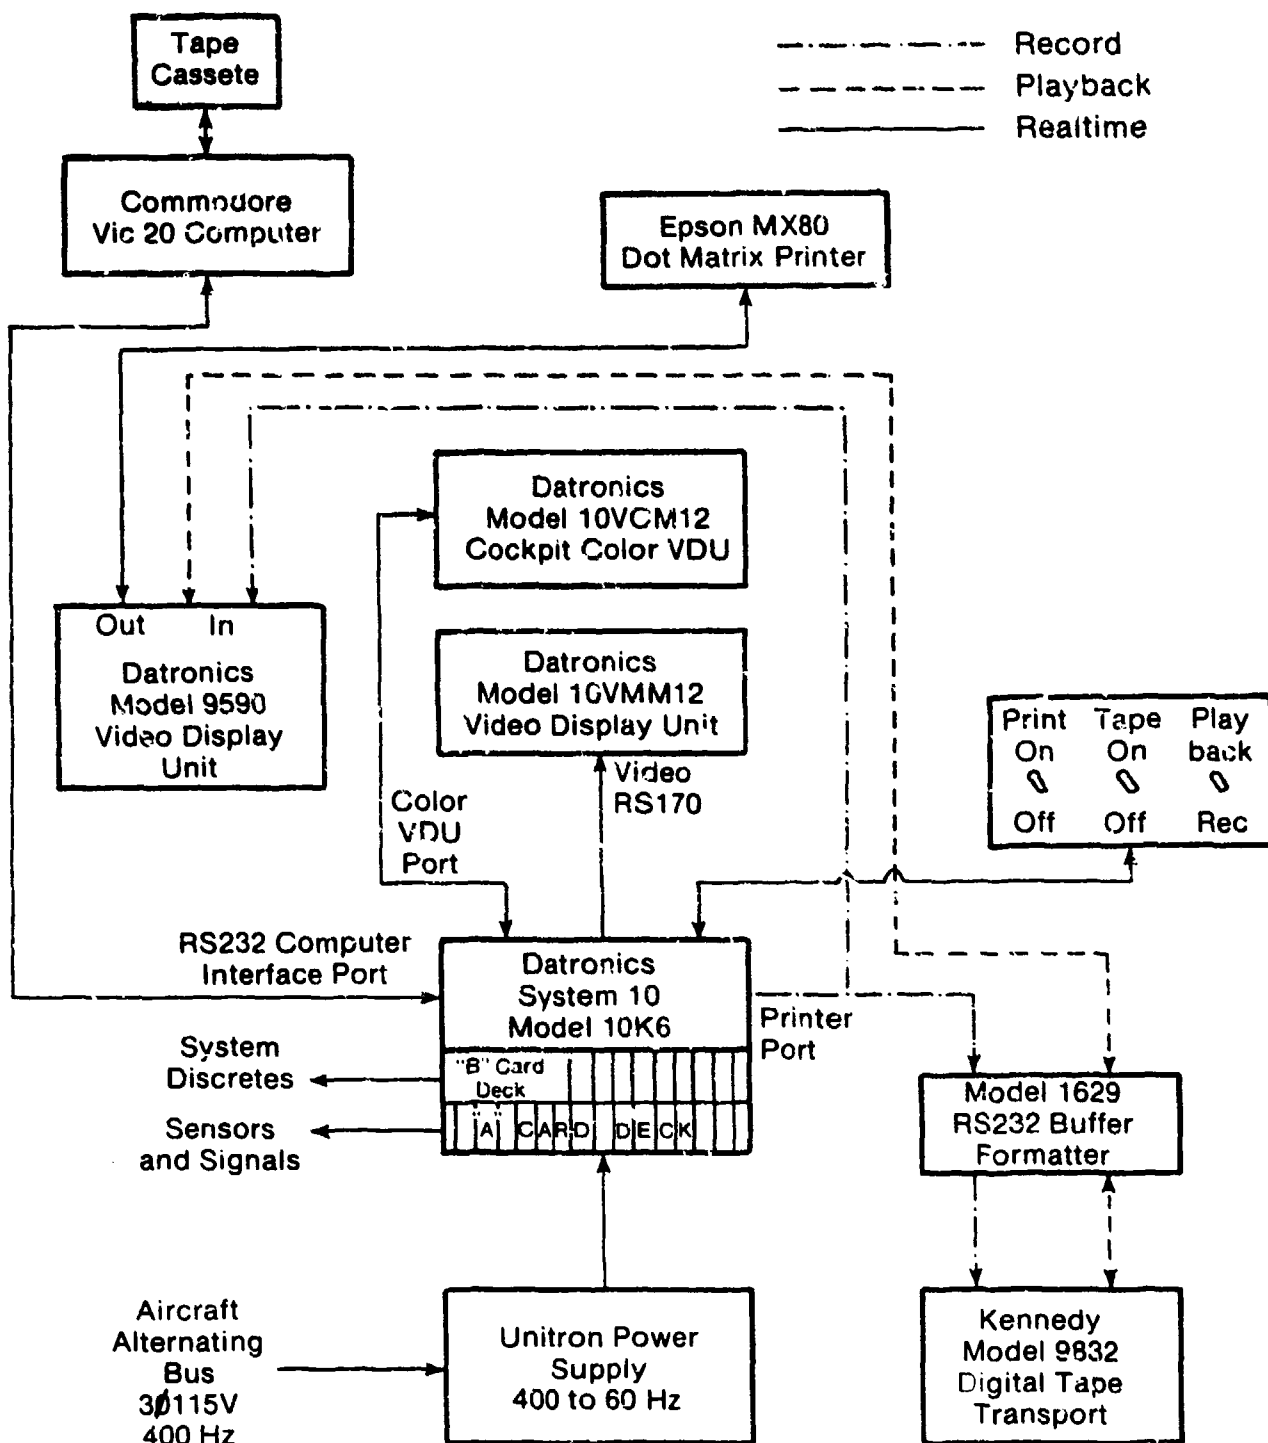 Tape
Cassete
Record
Playback
Realtime
Commodore
Vic 20 Computer
Epson MX80
Dot Matrix Printer
Datronics
Model 10VCM12
Cockpit Color VDU
Out In
Datronics
Model 9590
Video Display
Unit
Datronics
Model 10VMM12
Video Display Unit
Print Tape Play
On On back
Off Off Rec
Video
RS170
Color
VDU
Port
RS232 Computer
Interface Port
Datronics
System 10
Model 10K6
Printer
Port
System
Discretes
"B" Card
Deck
Sensors
and Signals
"A" CARD DECK
Model 1629
RS232 Buffer
Formatter
Aircraft
Alternating
Bus
3Ø115V
400 Hz
Unitron Power
Supply
400 to 60 Hz
Kennedy
Model 9832
Digital Tape
Transport